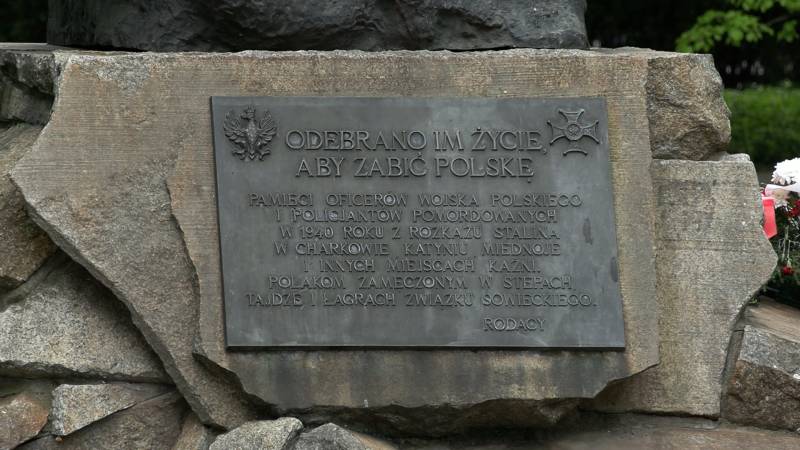 ODEBRANO IM ŻYCIE,
ABY ZABIĆ POLSKĘ
PAMIĘCI OFICERÓW WOJSKA POLSKIEGO
I POLICJANTÓW POMORDOWANYCH
W 1940 ROKU Z ROZKAZU STALINA
W CHARKOWIE KATYNIU MIEDNOJE
I INNYCH MIEJSCACH KAŹNI.
POLAKOM ZAMĘCZONYM W STEPACH,
TAJDZE I ŁAGRACH ZWIĄZKU SOWIECKIEGO.
RODACY